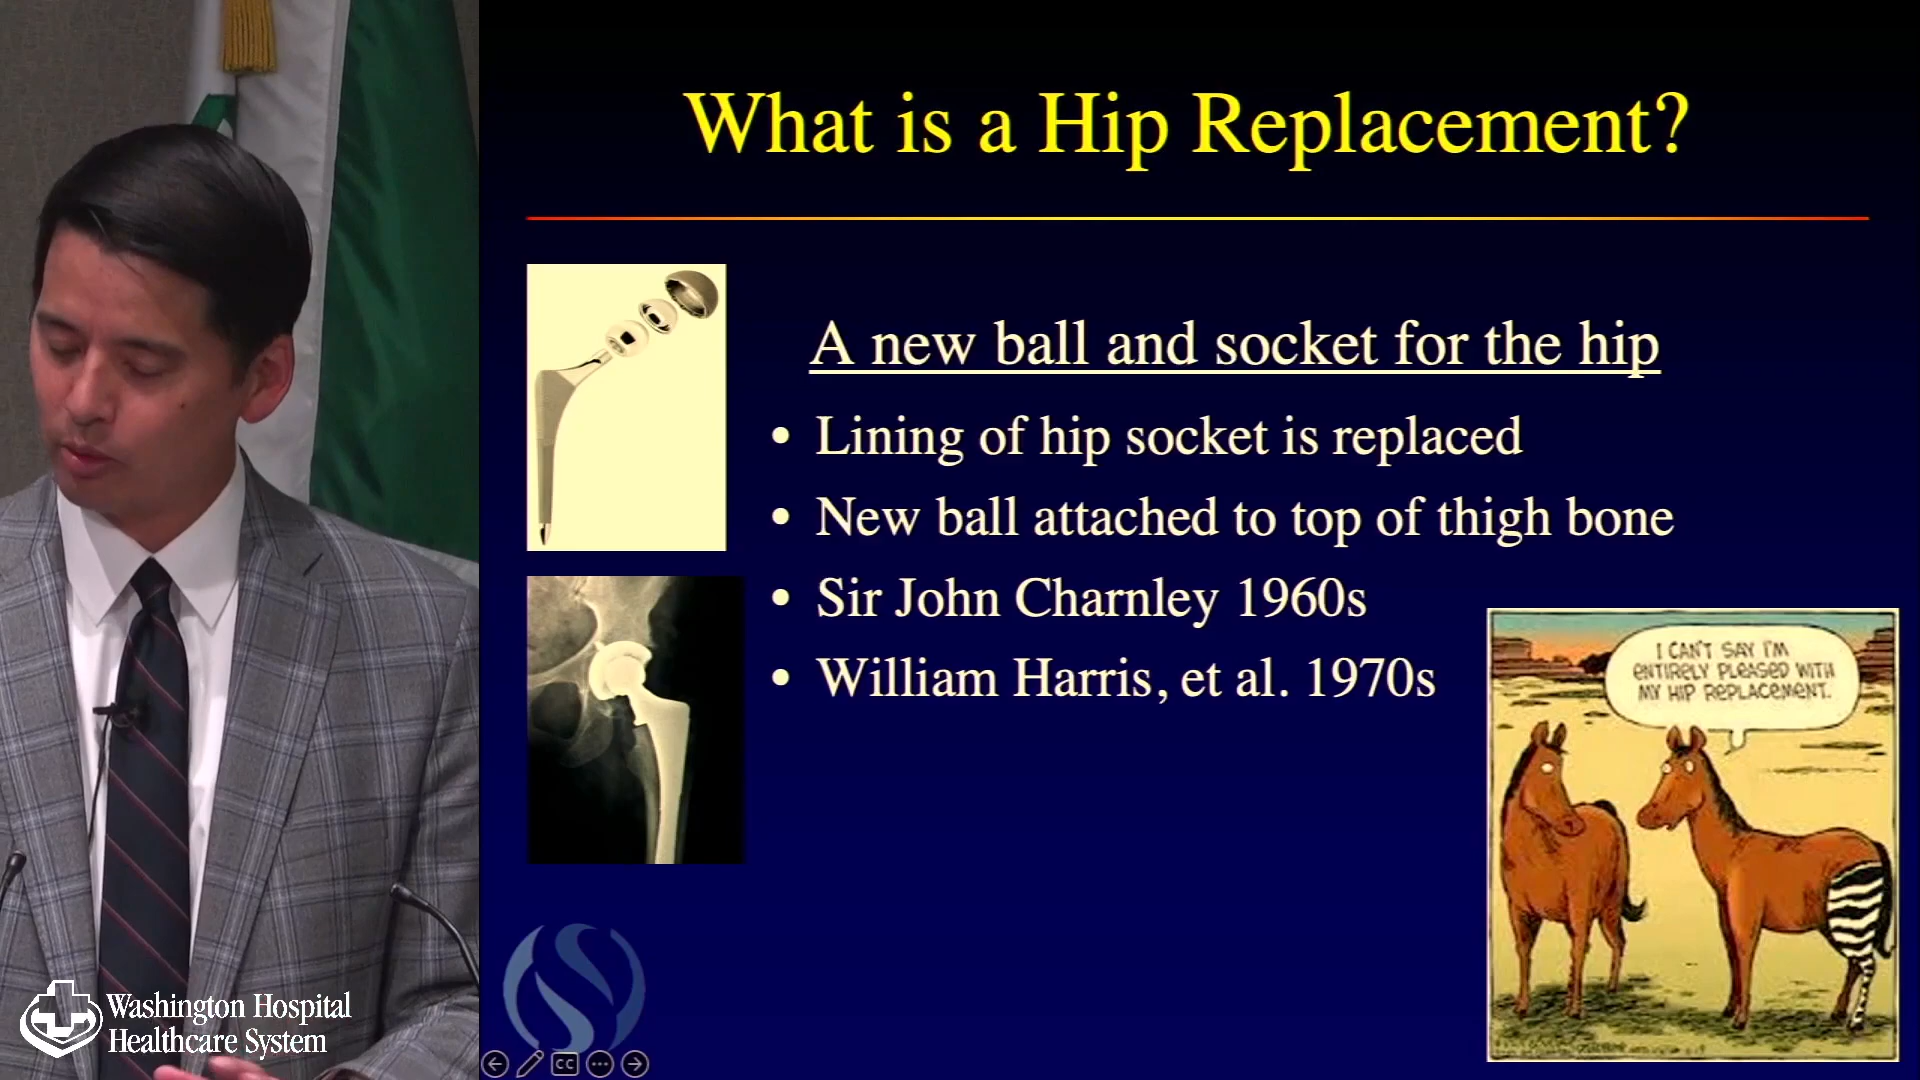 What is a Hip Replacement?
A new ball and socket for the hip
• Lining of hip socket is replaced
• New ball attached to top of thigh bone
• Sir John Charnley 1960s
• William Harris, et al. 1970s
I CAN'T SAY I'M
ENTIRELY PLEASED WITH
MY HIP REPLACEMENT.
Washington Hospital
Healthcare System
CC